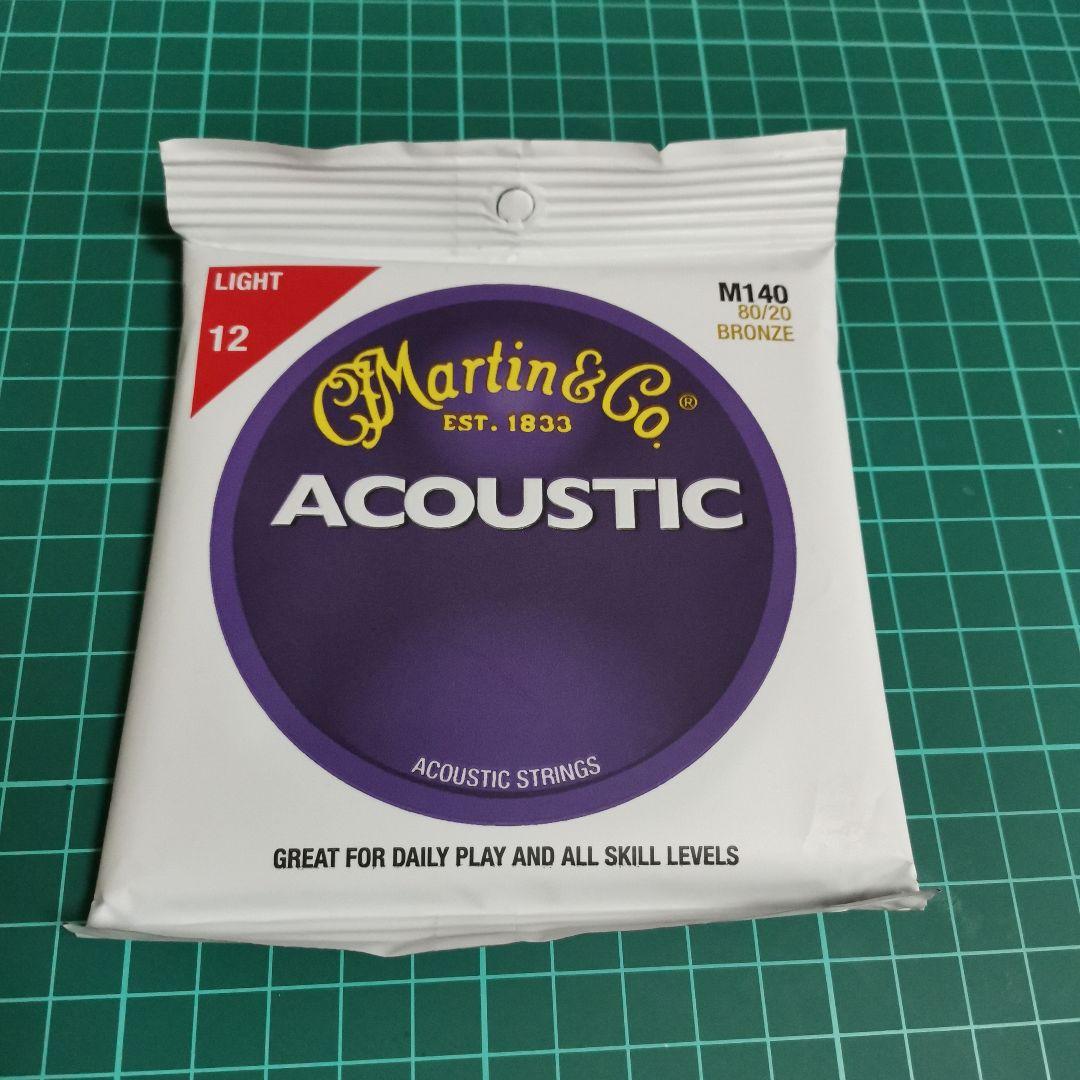 LIGHT
12
M140
80/20
BRONZE
CFMartin & Co. ®
EST. 1833
ACOUSTIC
ACOUSTIC STRINGS
GREAT FOR DAILY PLAY AND ALL SKILL LEVELS